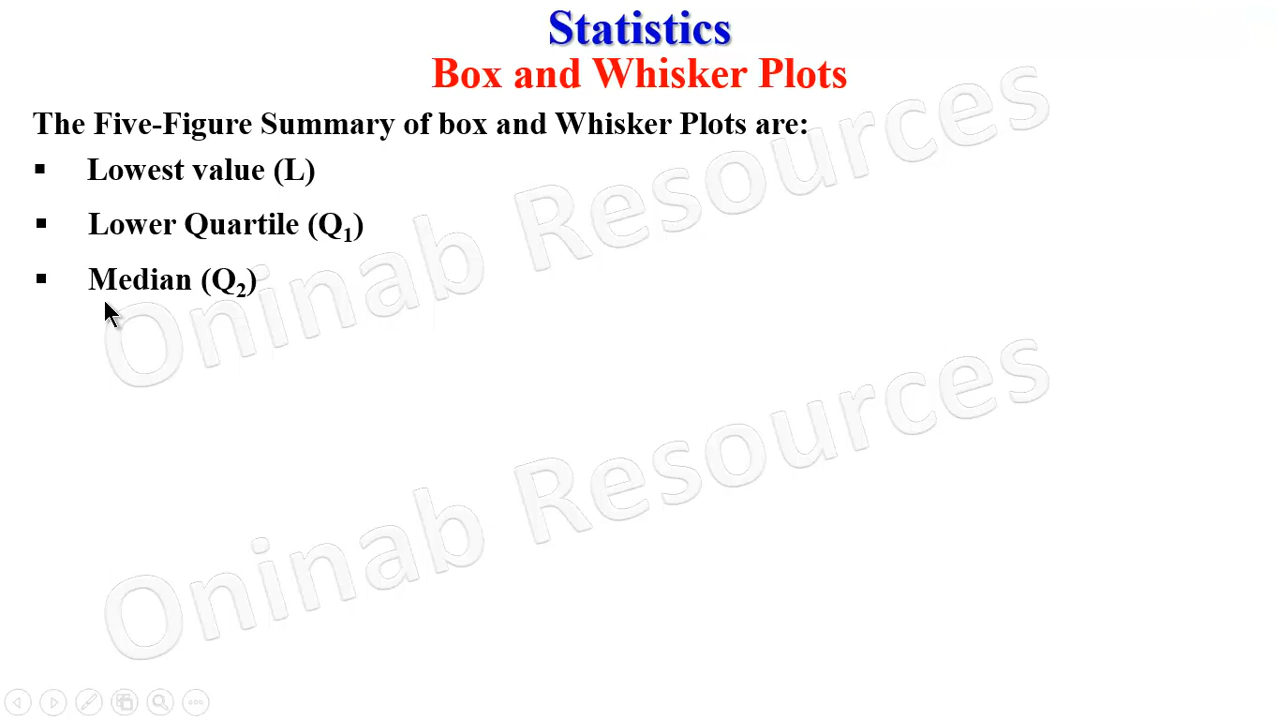 Statistics
Box and Whisker Plots
The Five-Figure Summary of box and Whisker Plots are:
▪ Lowest value (L)
▪ Lower Quartile (Q₁)
▪ Median (Q₂)
Oninab Resources
Oninab Resources